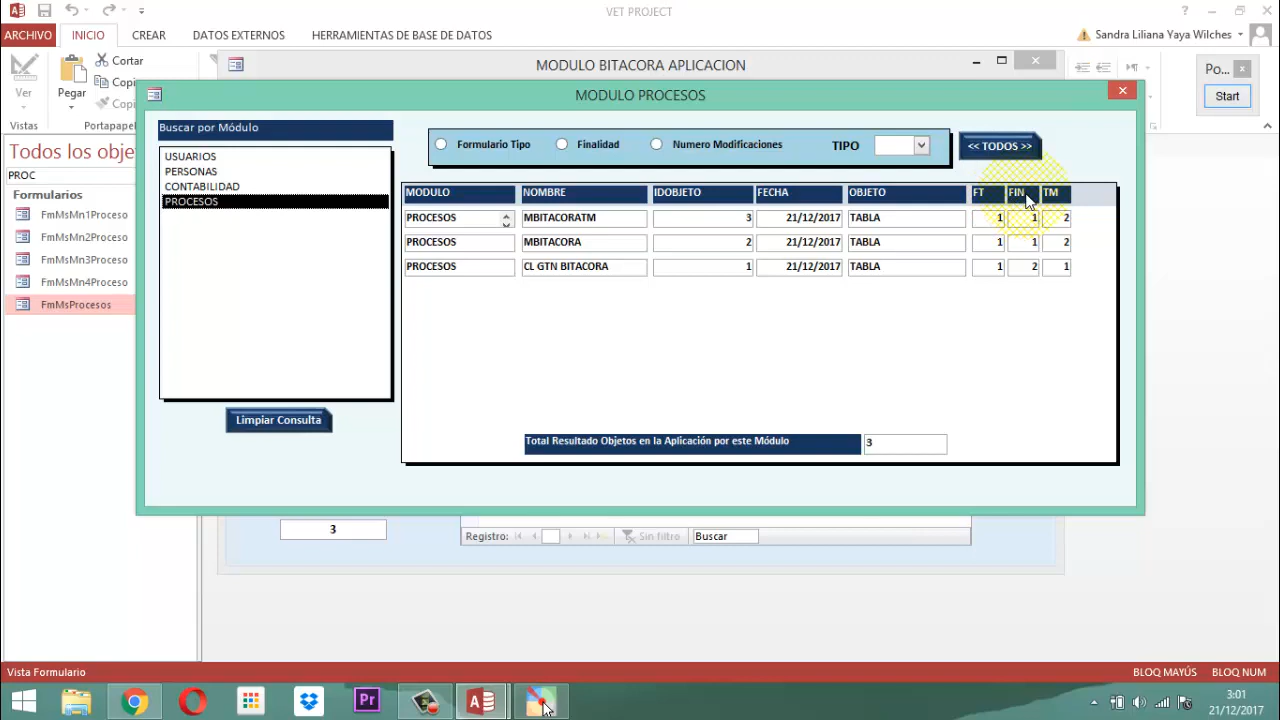 VET PROJECT
ARCHIVO INICIO CREAR DATOS EXTERNOS HERRAMIENTAS DE BASE DE DATOS Sandra Liliana Yaya Wilches
Ver
Vistas
Pegar
Cortar
Copi
Copi
Portapape
MODULO BITACORA APLICACION
Po...
Start
Todos los obje
PROC
Formularios
FmMsMn1Proceso
FmMsMn2Proceso
FmMsMn3Proceso
FmMsMn4Proceso
FmMsProcesos
MODULO PROCESOS
Buscar por Módulo
USUARIOS
PERSONAS
CONTABILIDAD
PROCESOS
Limpiar Consulta
Formulario Tipo Finalidad Numero Modificaciones TIPO
<< TODOS >>
MODULO NOMBRE IDOBJETO FECHA OBJETO FT FIN TM
PROCESOS MBITACORATM 3 21/12/2017 TABLA 1 1 2
PROCESOS MBITACORA 2 21/12/2017 TABLA 1 1 2
PROCESOS CL GTN BITACORA 1 21/12/2017 TABLA 1 2 1
Total Resultado Objetos en la Aplicación por este Módulo 3
3
Registro: Sin filtro Buscar
Vista Formulario BLOQ MAYÚS BLOQ NUM
Pr
3:01
21/12/2017